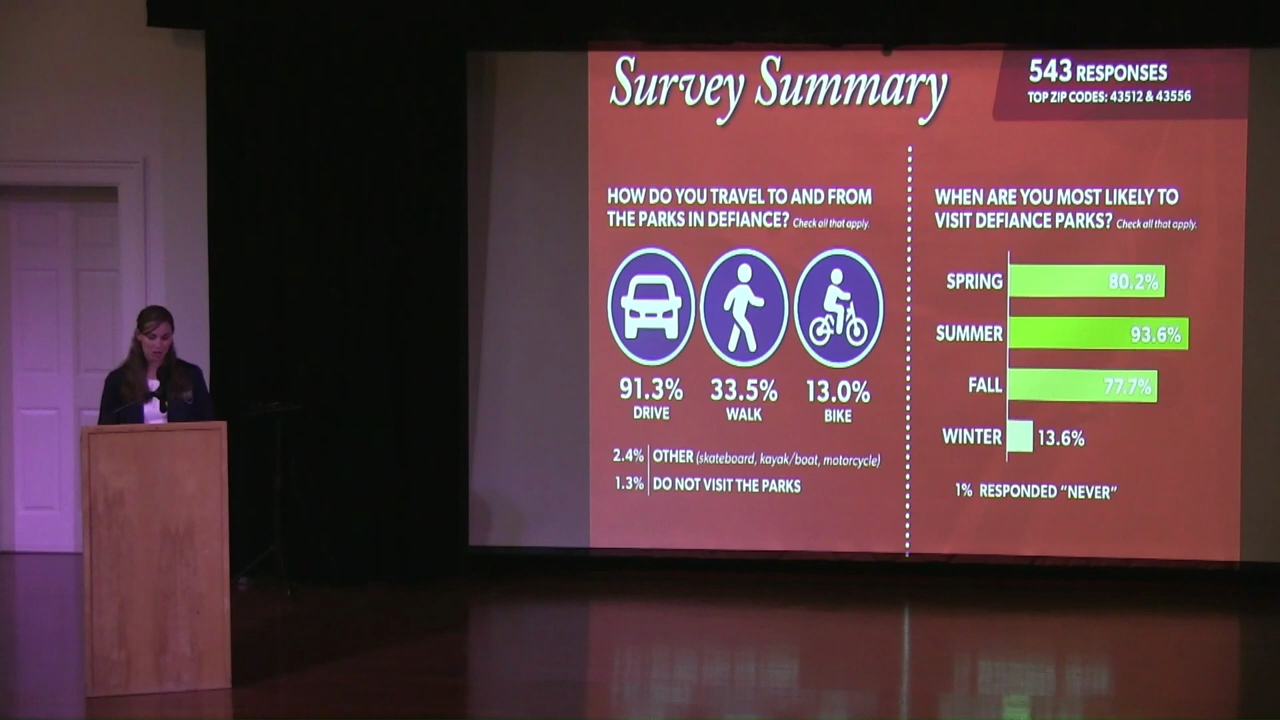 Survey Summary
543 RESPONSES
TOP ZIP CODES: 43512 & 43556
HOW DO YOU TRAVEL TO AND FROM
THE PARKS IN DEFIANCE? Check all that apply.
91.3%
DRIVE
33.5%
WALK
13.0%
BIKE
2.4% OTHER (skateboard, kayak/boat, motorcycle)
1.3% DO NOT VISIT THE PARKS
WHEN ARE YOU MOST LIKELY TO
VISIT DEFIANCE PARKS? Check all that apply.
SPRING 80.2%
SUMMER 93.6%
FALL 77.7%
WINTER 13.6%
1% RESPONDED “NEVER”